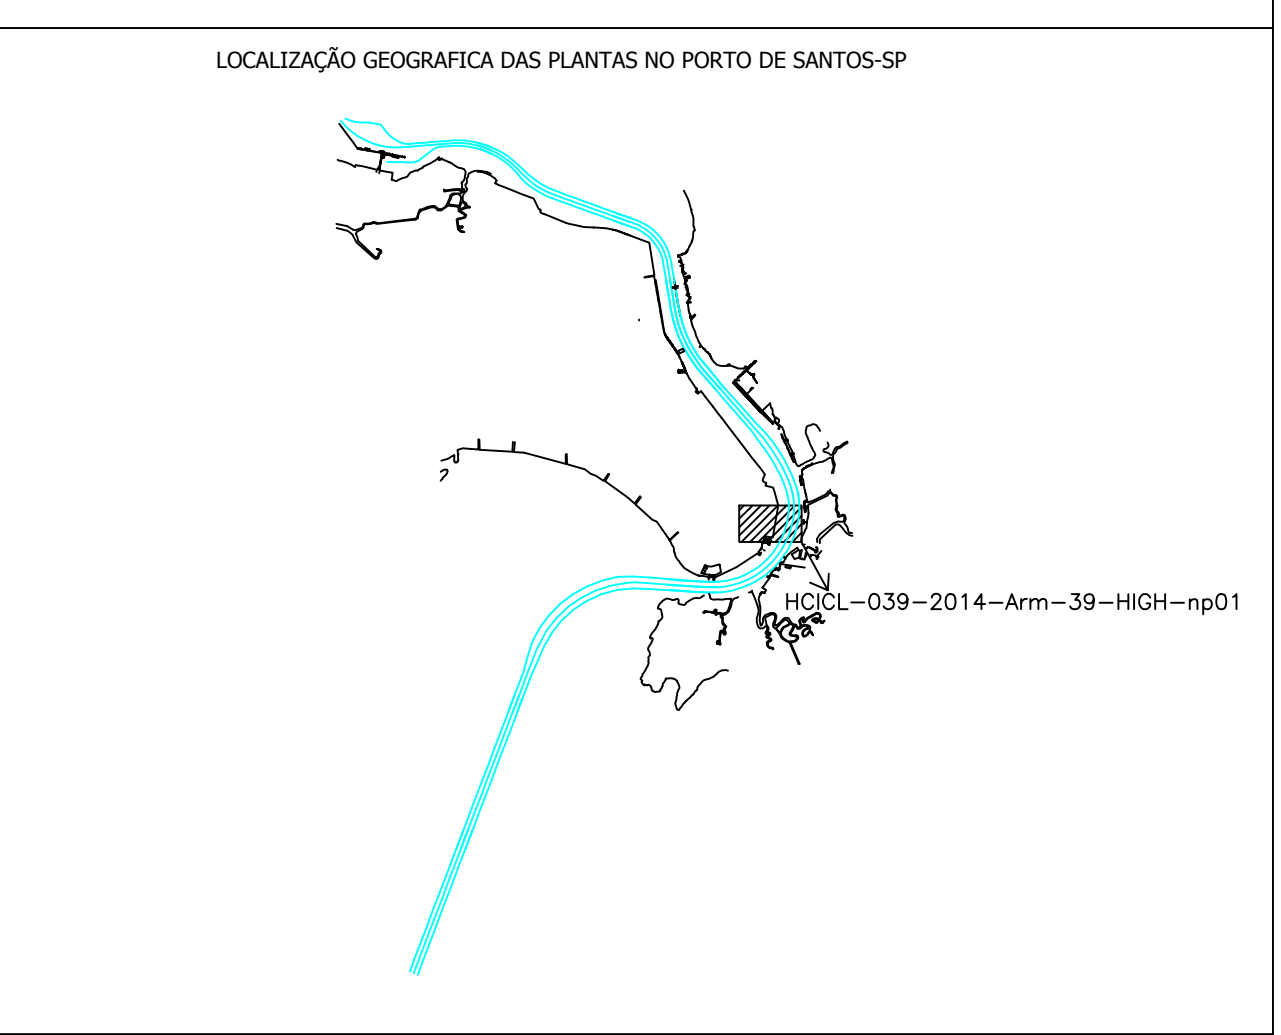 LOCALIZAÇÃO GEOGRAFICA DAS PLANTAS NO PORTO DE SANTOS-SP
HCICL-039-2014-Arm-39-HIGH-np01